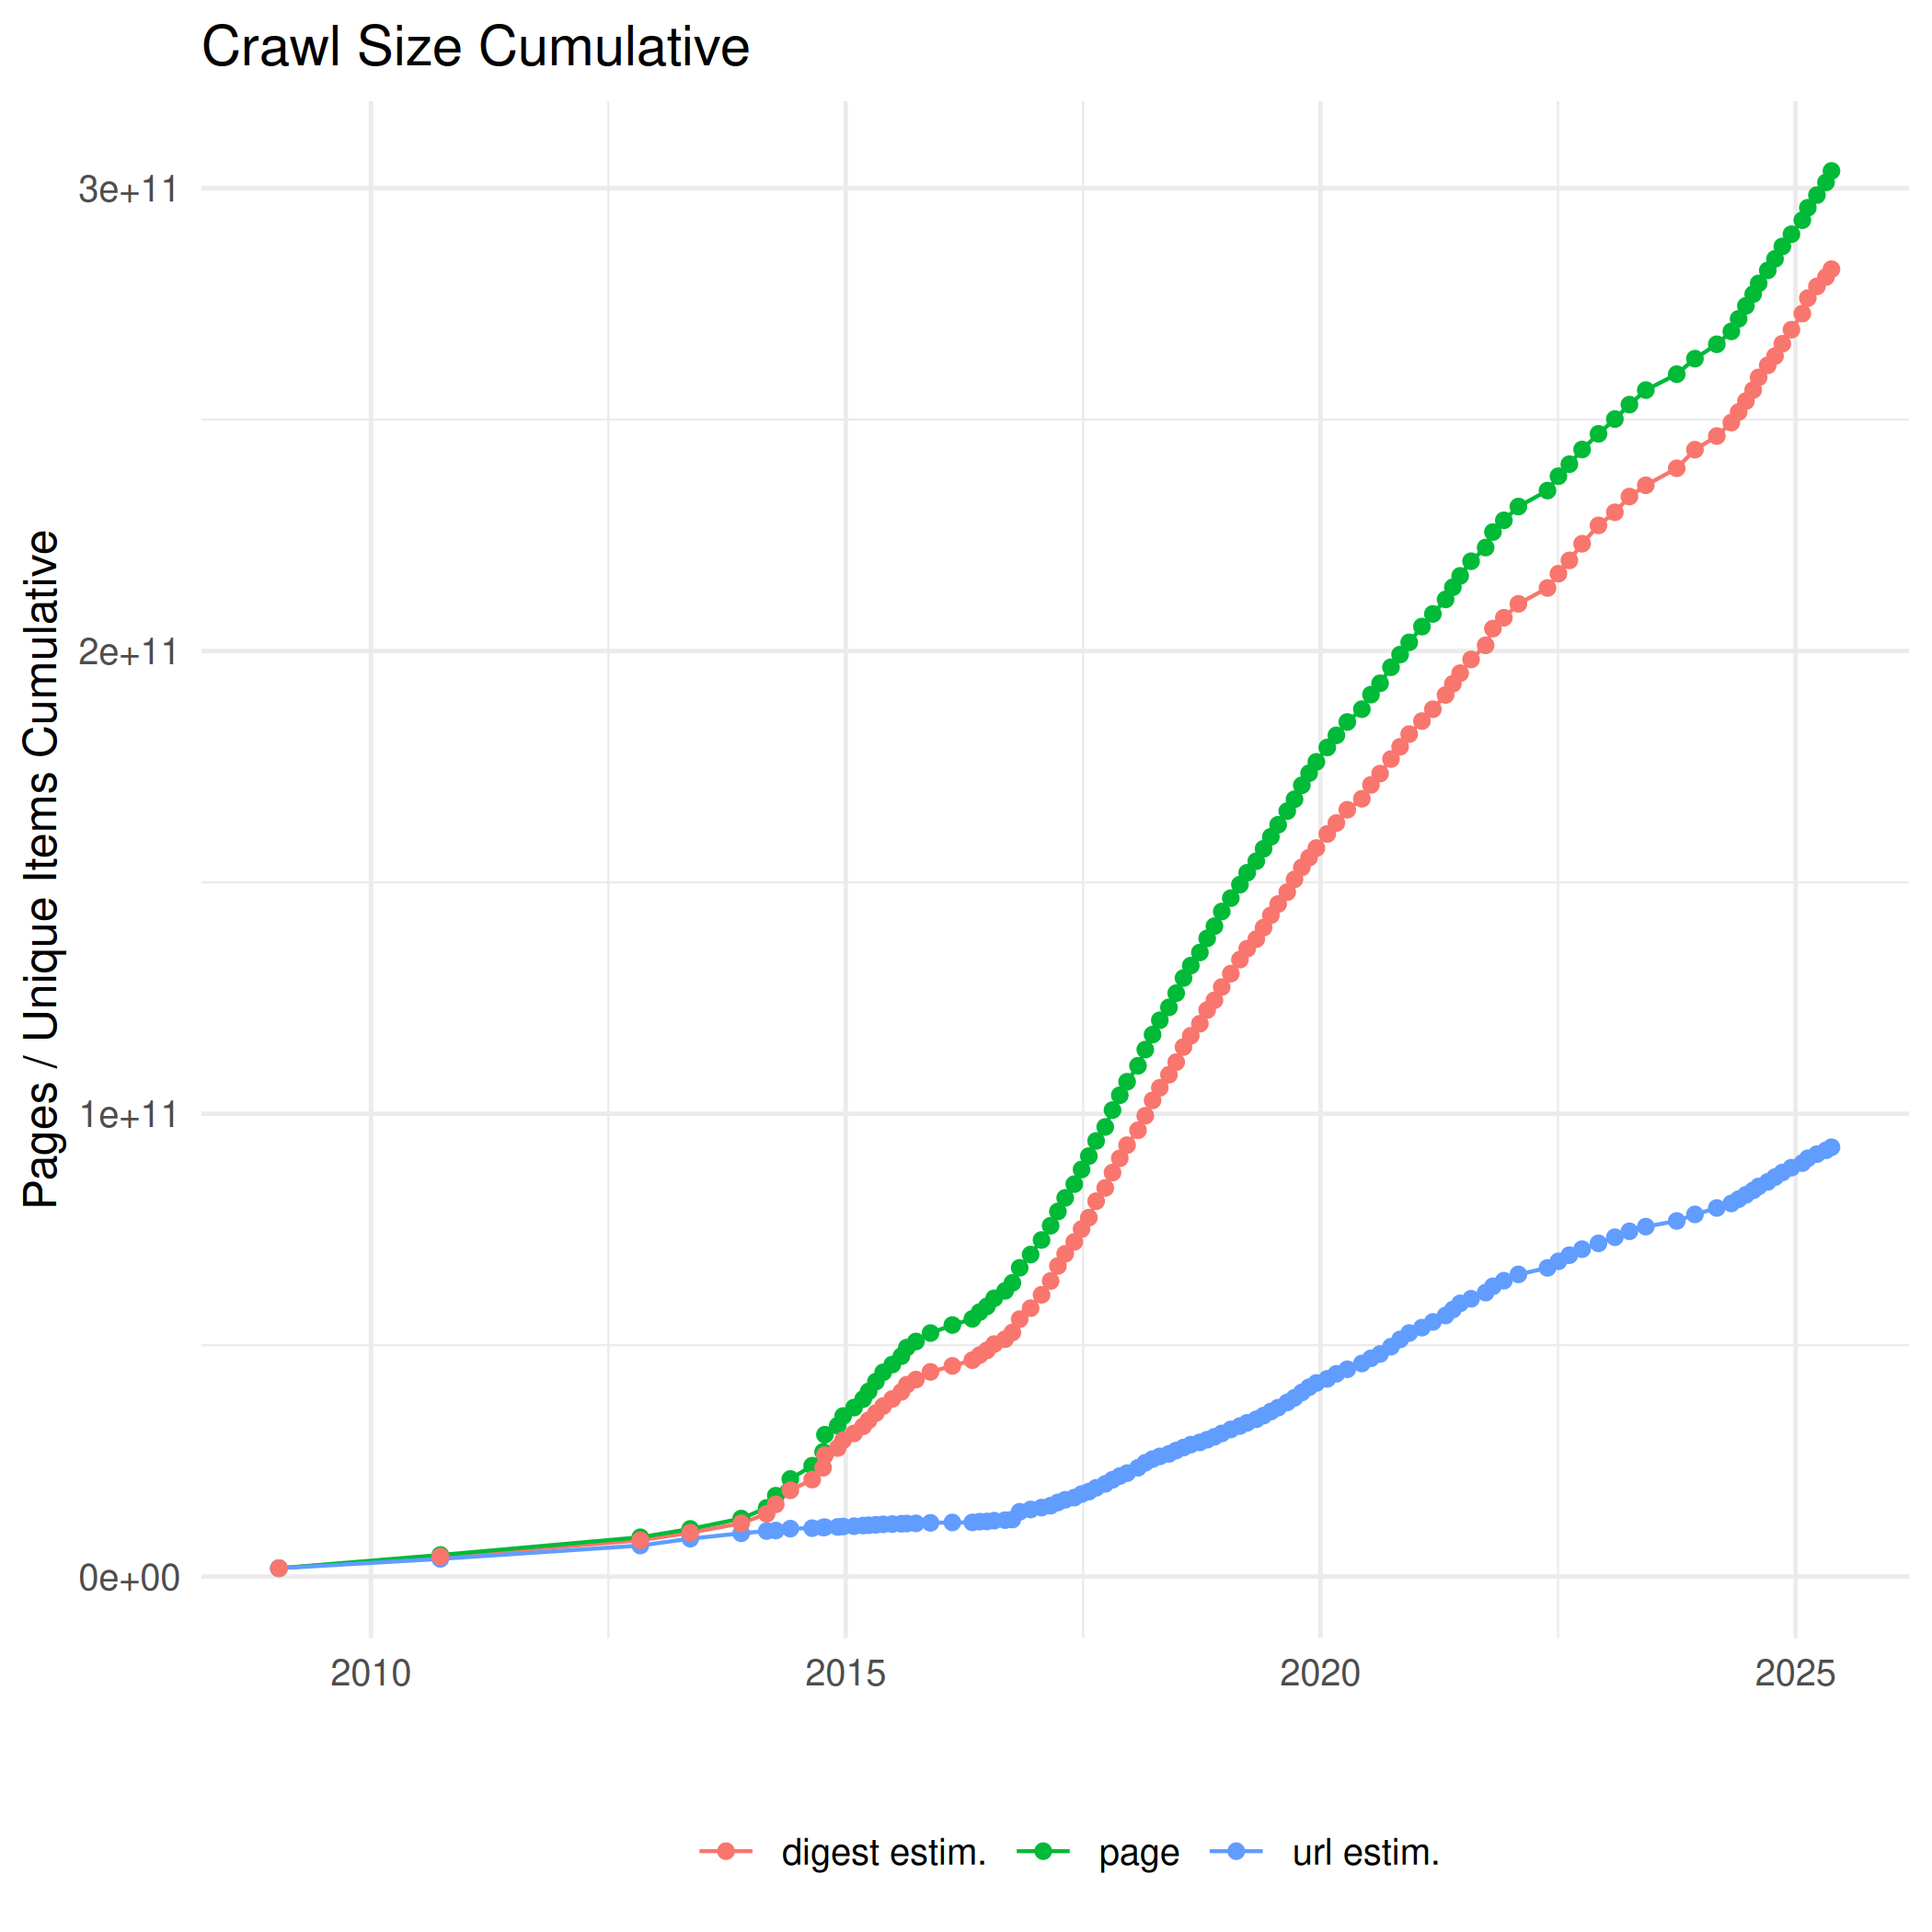 Crawl Size Cumulative
Pages / Unique Items Cumulative
3e+11
2e+11
1e+11
0e+00
2010 2015 2020 2025
digest estim. page url estim.